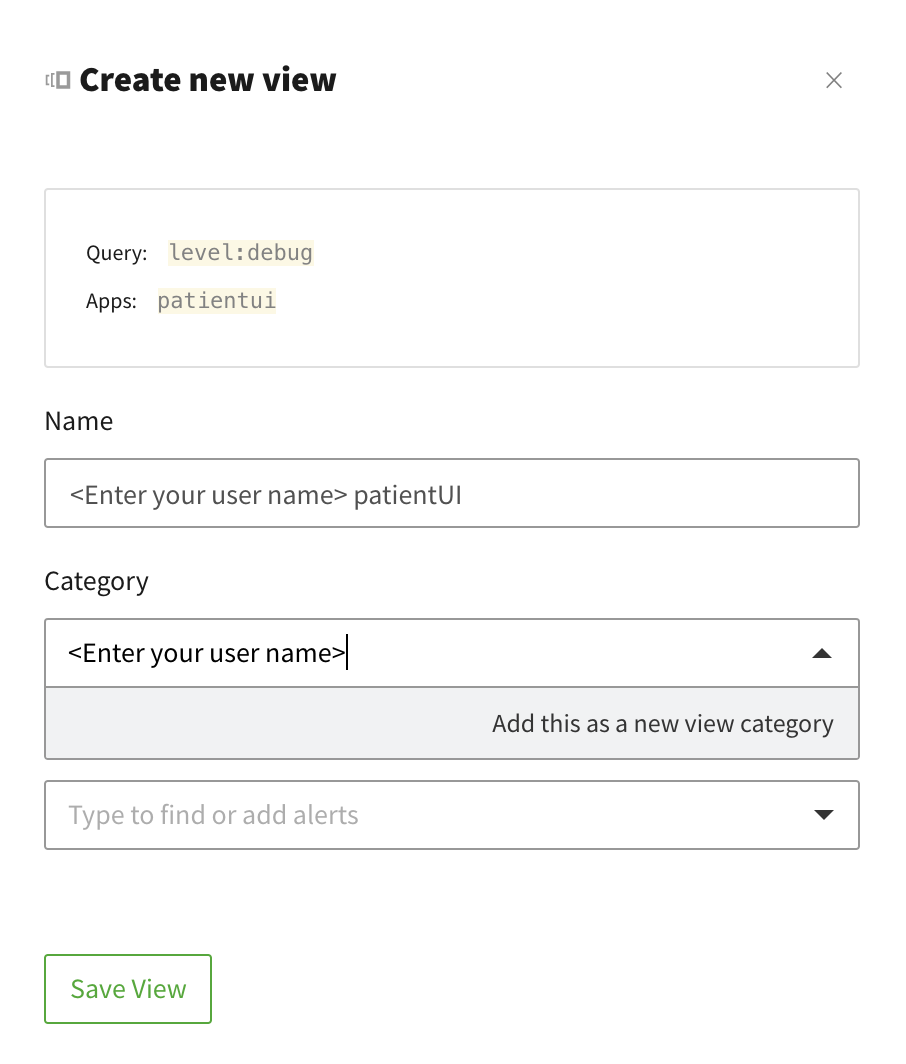 Create new view
Query: level:debug
Apps: patientui
Name
<Enter your user name> patientUI
Category
<Enter your user name>
Add this as a new view category
Type to find or add alerts
Save View